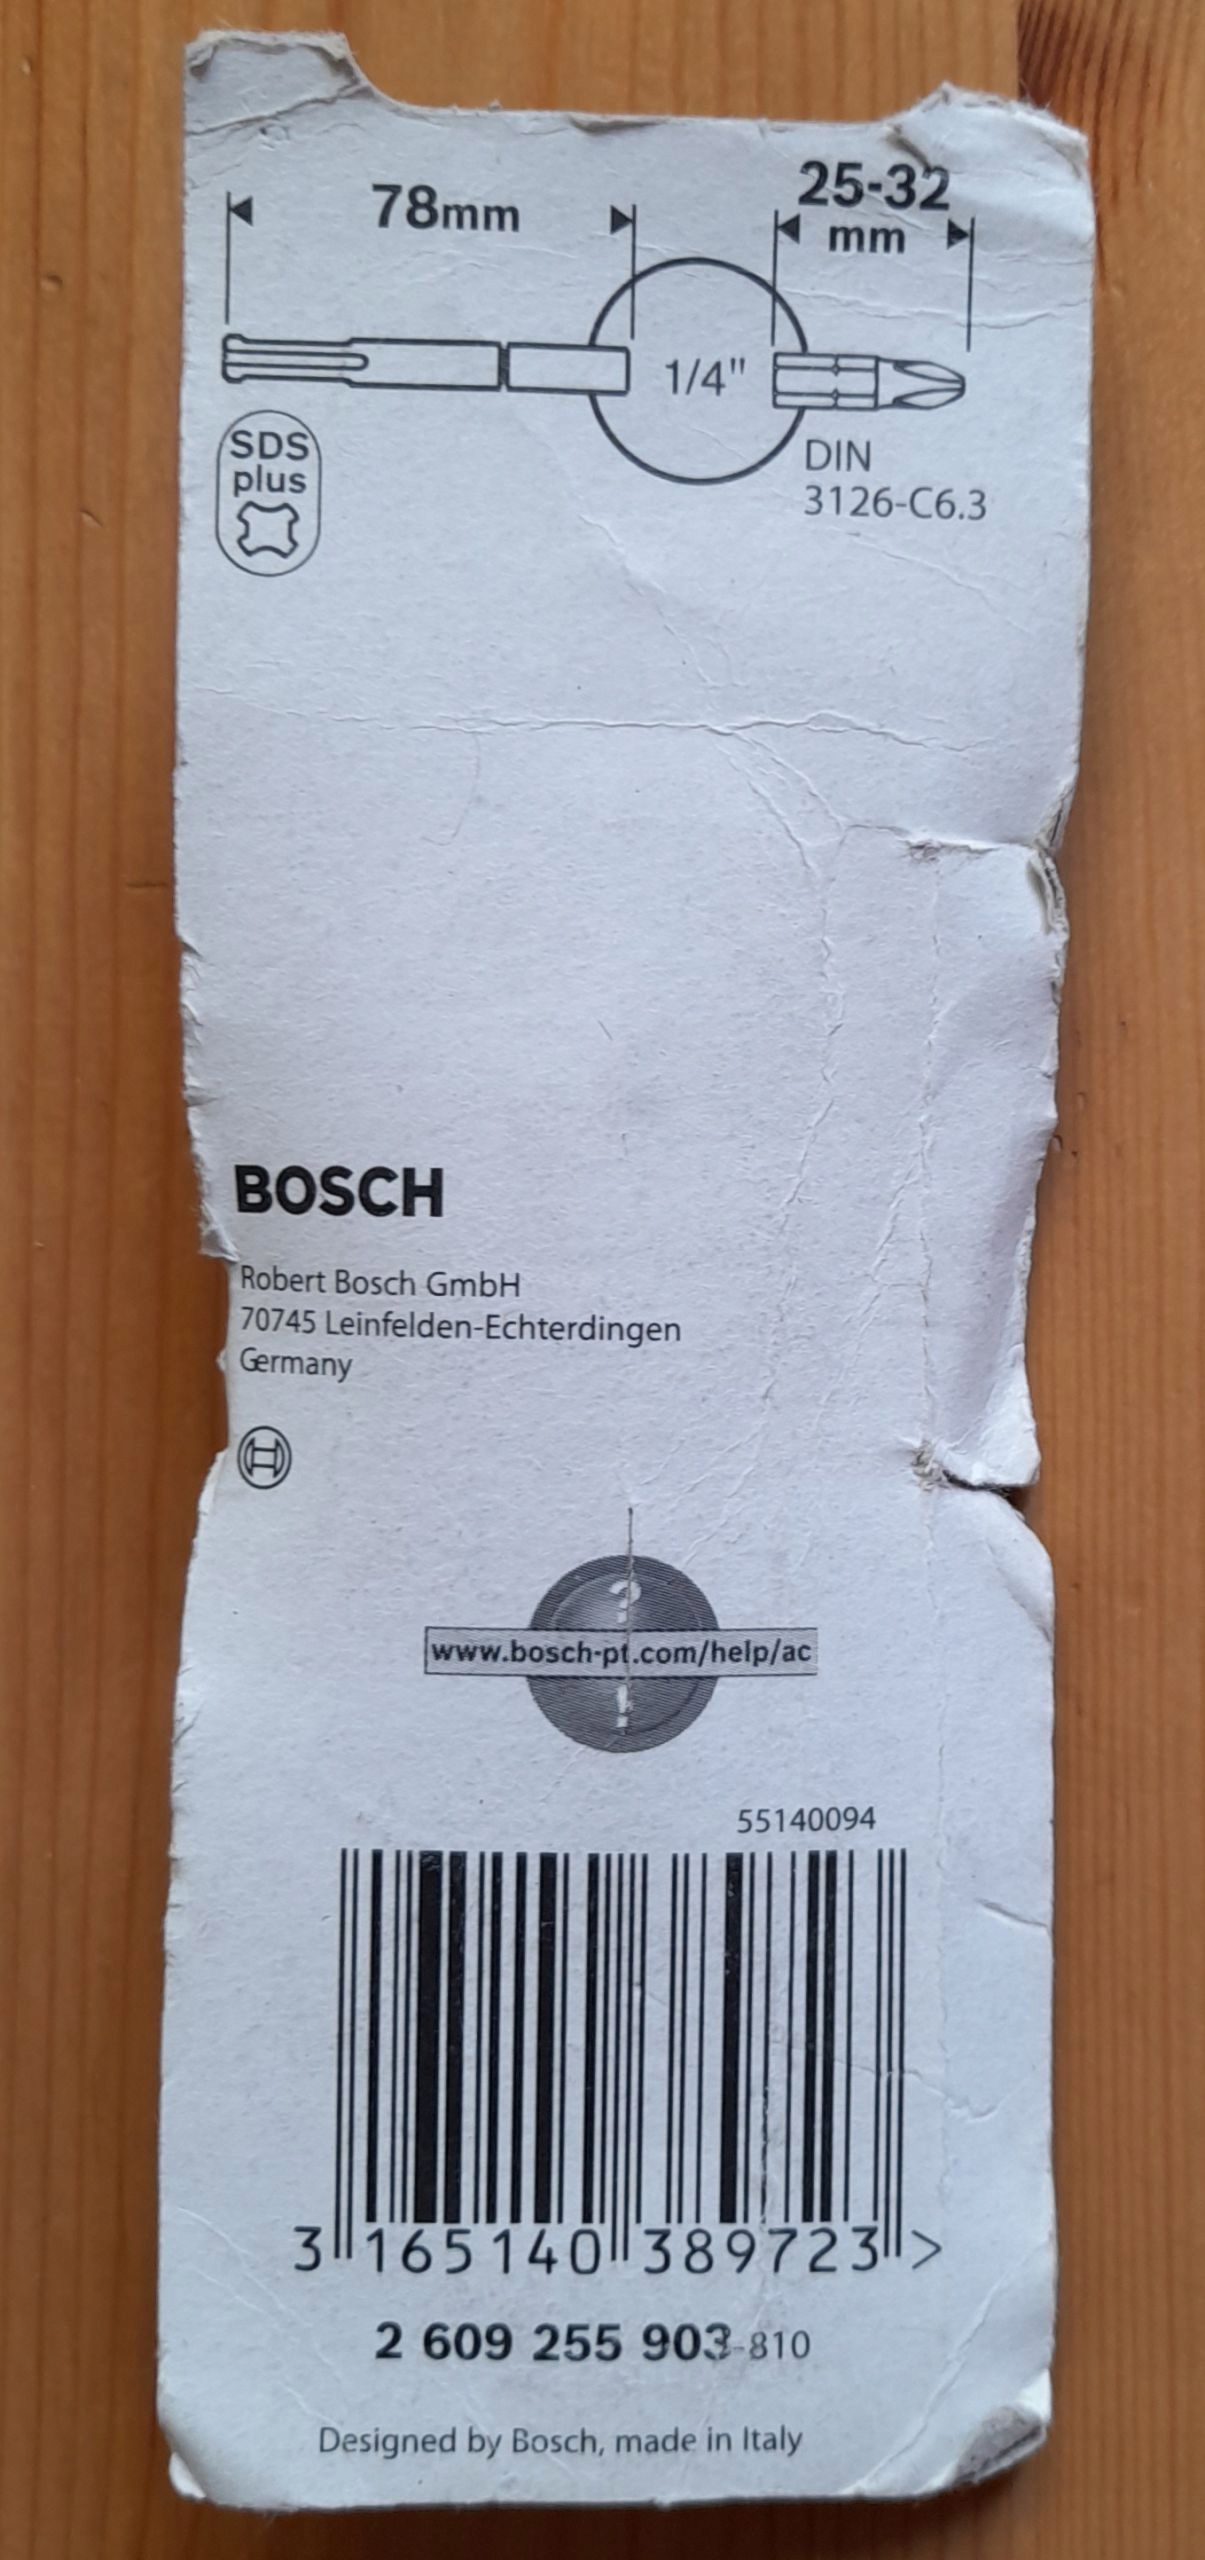 78mm
25-32
mm
1/4"
SDS
plus
DIN
3126-C6.3
BOSCH
Robert Bosch GmbH
70745 Leinfelden-Echterdingen
Germany
?
www.bosch-pt.com/help/ac
!
55140094
3 165140 389723 >
2 609 255 903-810
Designed by Bosch, made in Italy